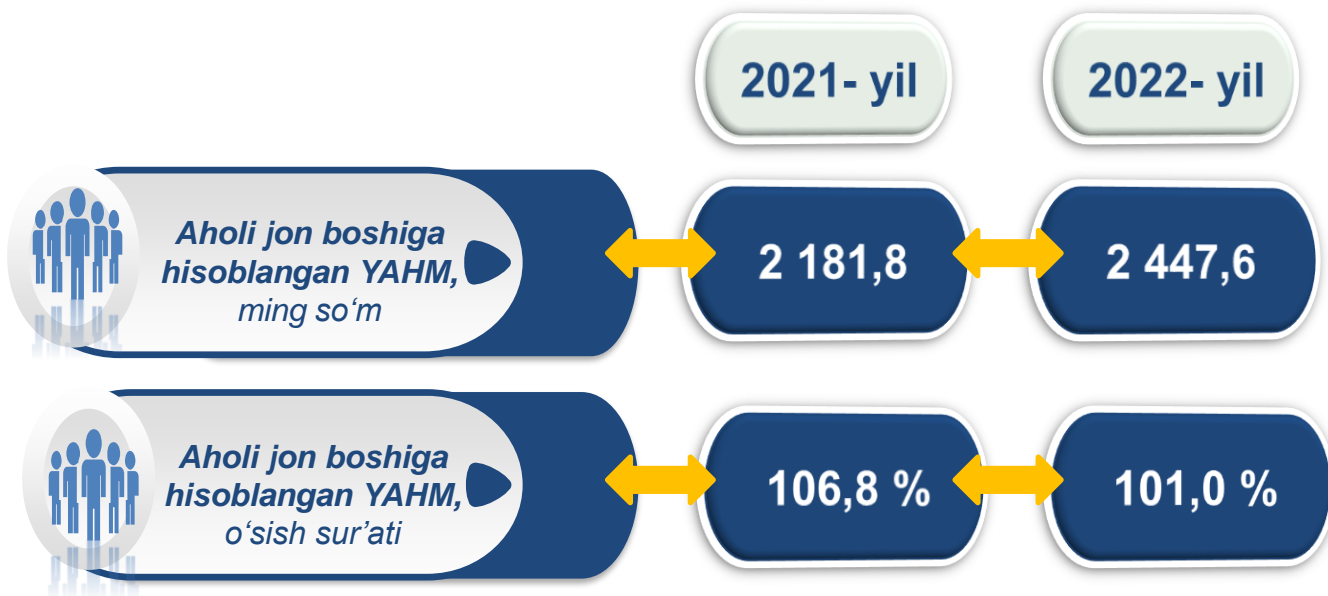 2021- yil
2022- yil
Aholi jon boshiga
hisoblangan YAHM,
ming so‘m
2 181,8
2 447,6
Aholi jon boshiga
hisoblangan YAHM,
o‘sish sur’ati
106,8 %
101,0 %